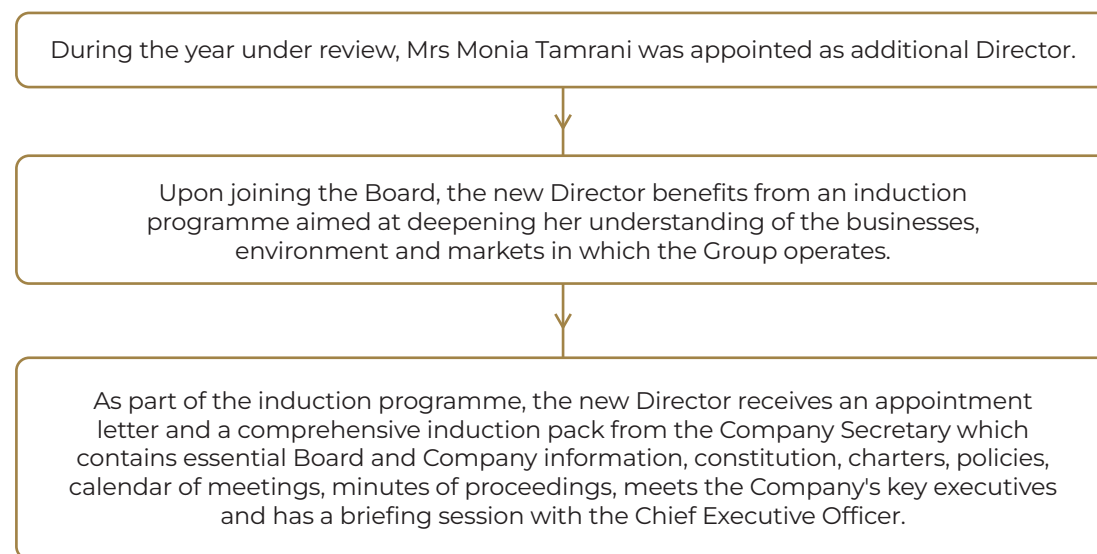 During the year under review, Mrs Monia Tamrani was appointed as additional Director.
Upon joining the Board, the new Director benefits from an induction
programme aimed at deepening her understanding of the businesses,
environment and markets in which the Group operates.
As part of the induction programme, the new Director receives an appointment
letter and a comprehensive induction pack from the Company Secretary which
contains essential Board and Company information, constitution, charters, policies,
calendar of meetings, minutes of proceedings, meets the Company's key executives
and has a briefing session with the Chief Executive Officer.